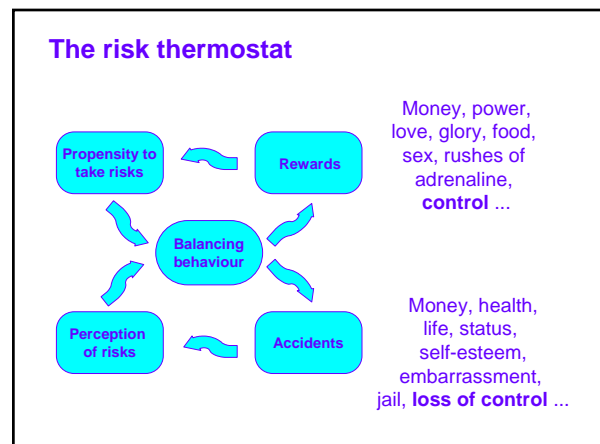 The risk thermostat
Propensity to
take risks
Rewards
Money, power,
love, glory, food,
sex, rushes of
adrenaline,
control ...
Balancing
behaviour
Perception
of risks
Accidents
Money, health,
life, status,
self-esteem,
embarrassment,
jail, loss of control ...